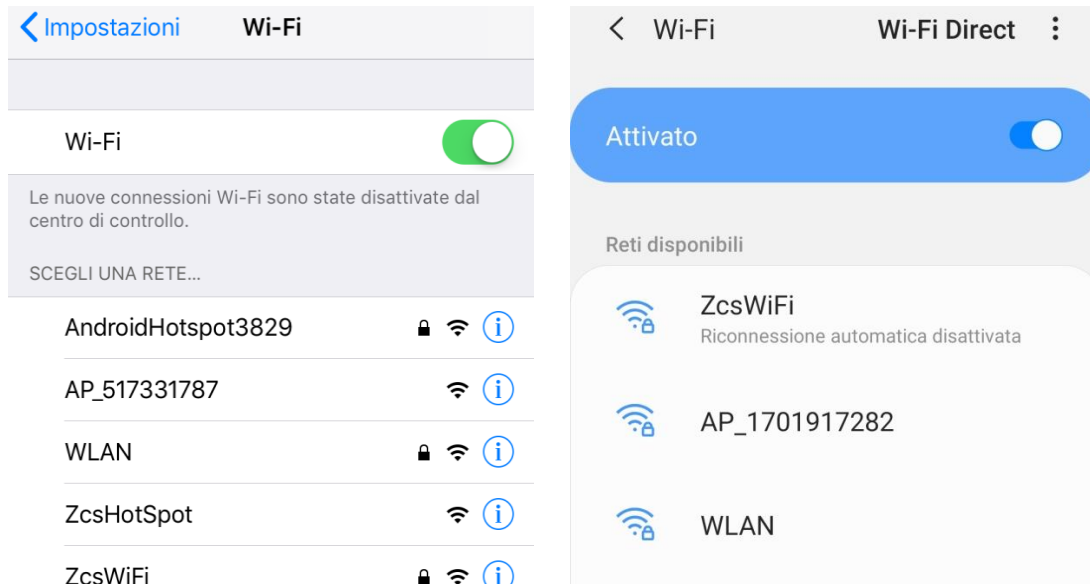 Impostazioni Wi-Fi
Wi-Fi
Le nuove connessioni Wi-Fi sono state disattivate dal
centro di controllo.
SCEGLI UNA RETE...
AndroidHotspot3829
AP_517331787
WLAN
ZcsHotSpot
ZcsWiFi
Wi-Fi Wi-Fi Direct
Attivato
Reti disponibili
ZcsWiFi
Riconnessione automatica disattivata
AP_1701917282
WLAN